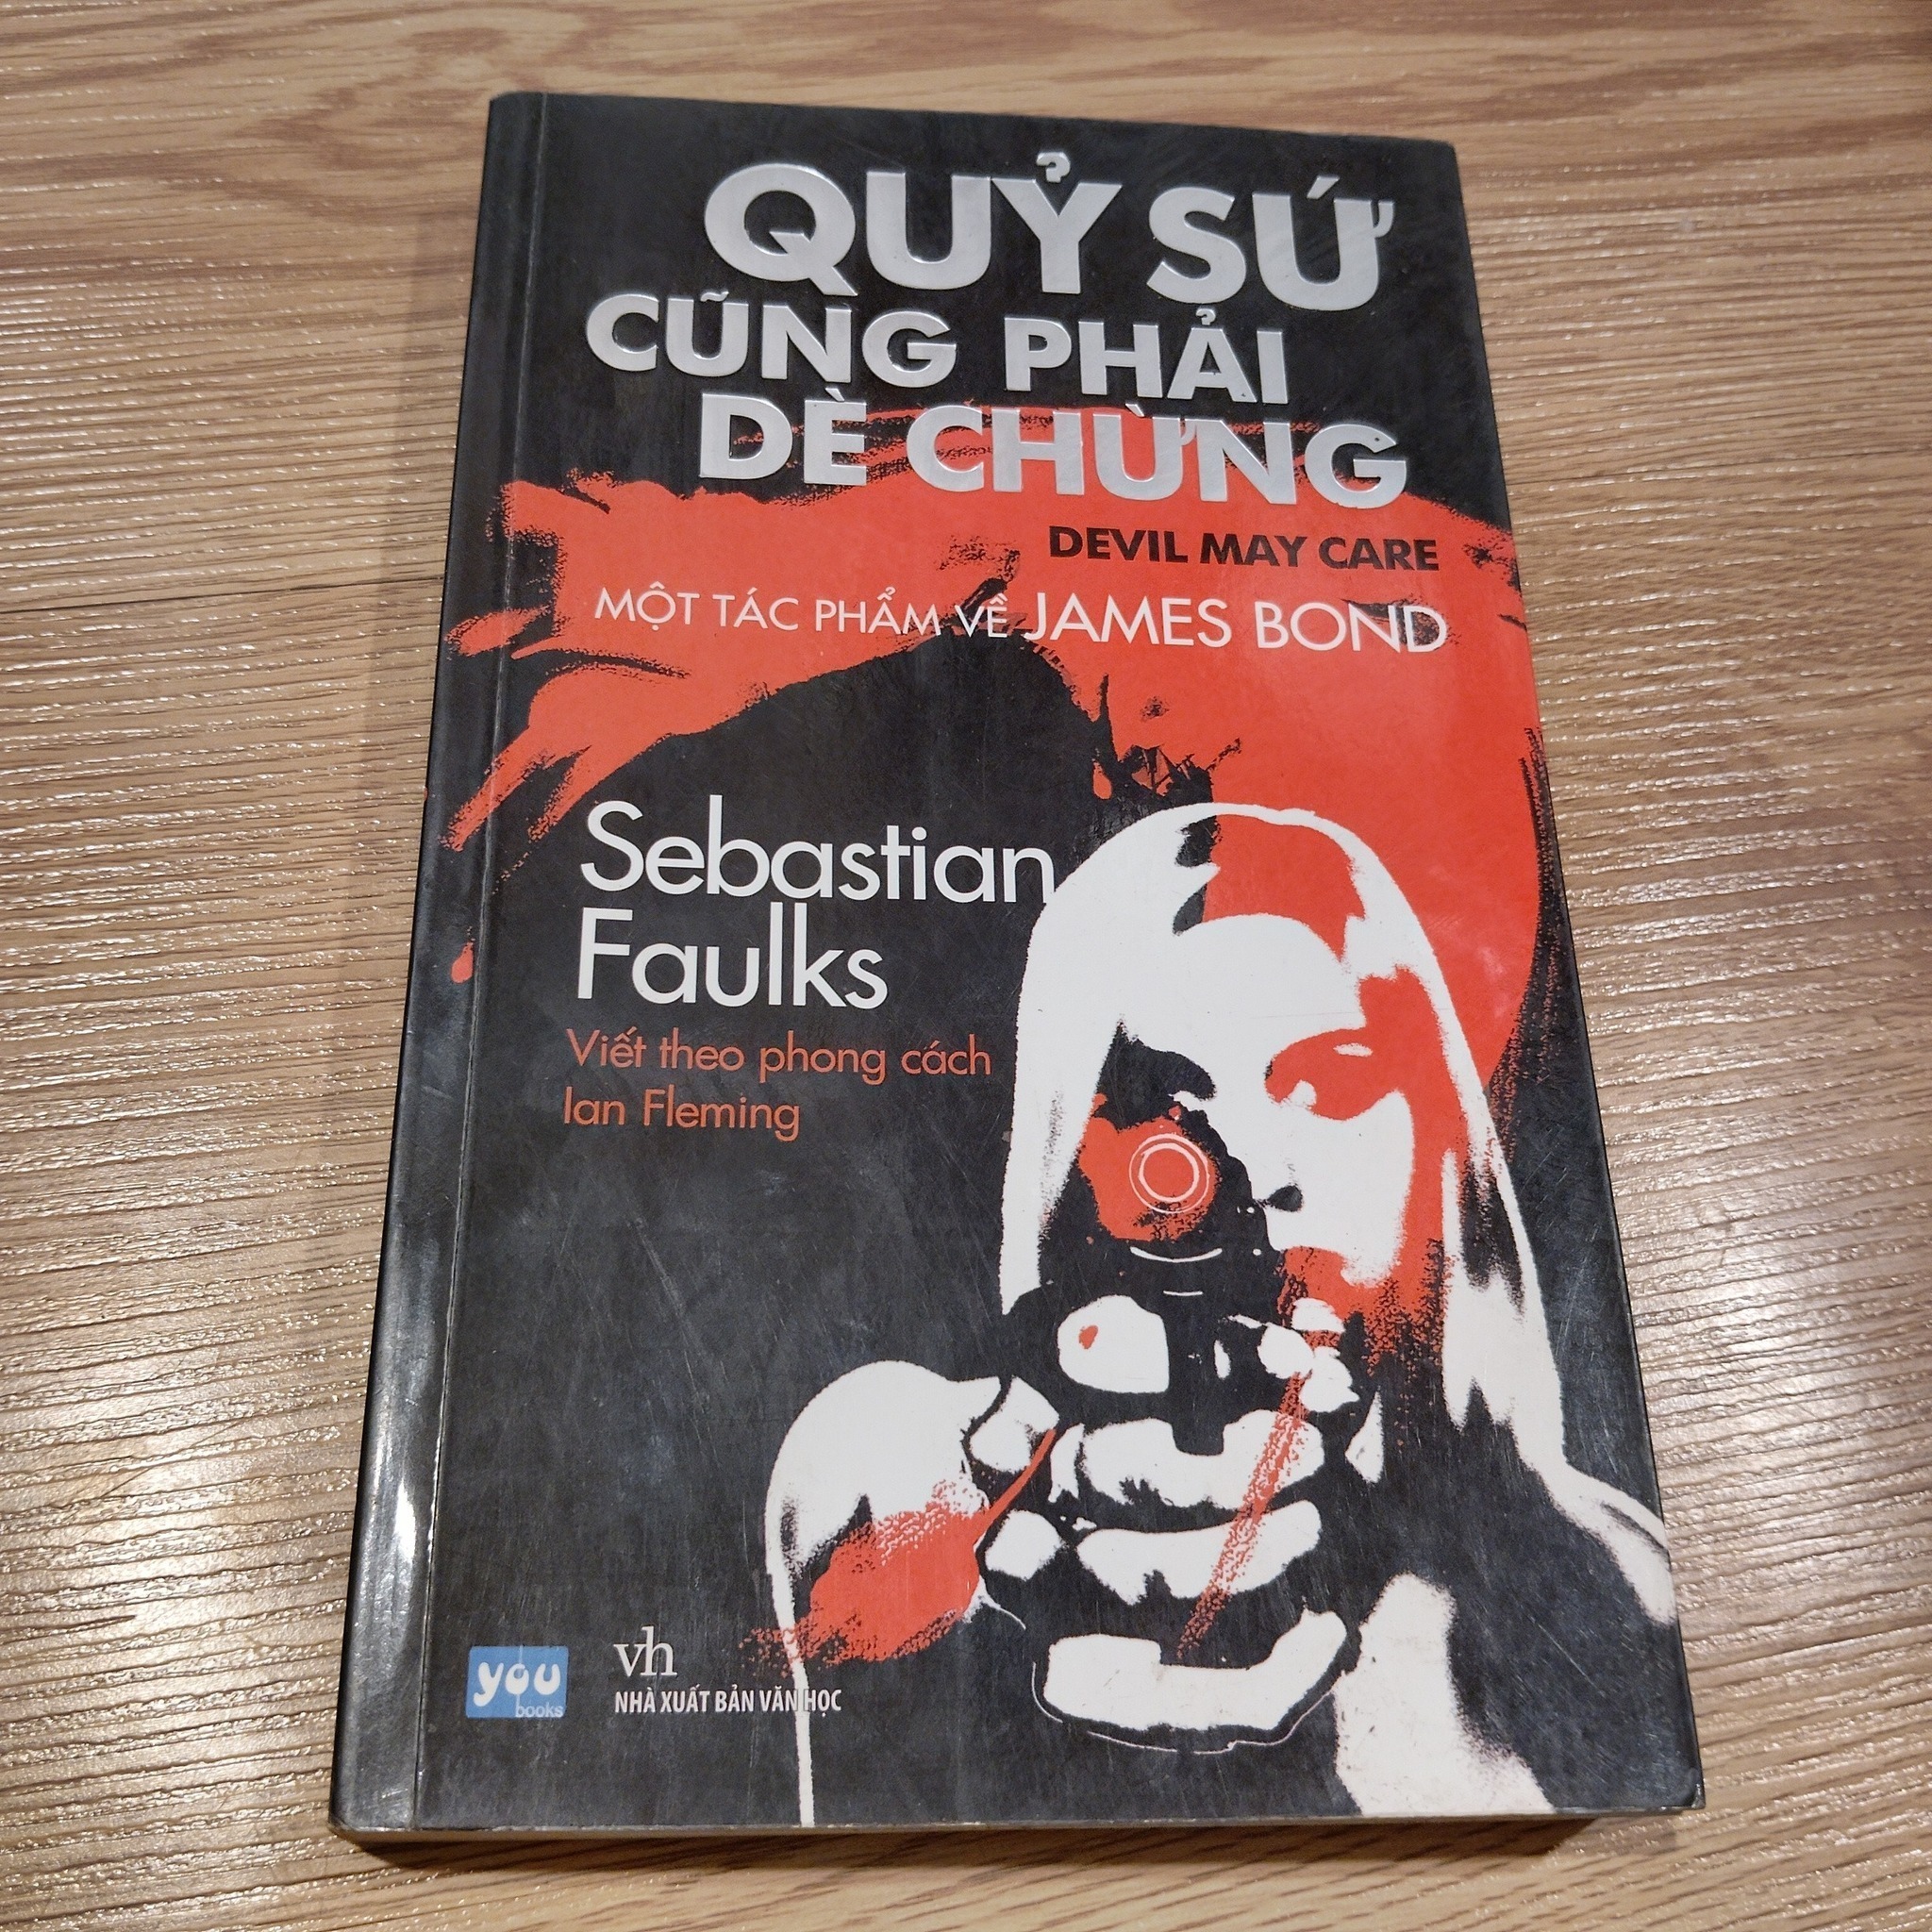 QUỶ SỨ
CŨNG PHẢI
DÈ CHỪNG
DEVIL MAY CARE
MỘT TÁC PHẨM VỀ JAMES BOND
Sebastian
Faulks
Viết theo phong cách
Ian Fleming
you
books
vh
NHÀ XUẤT BẢN VĂN HỌC